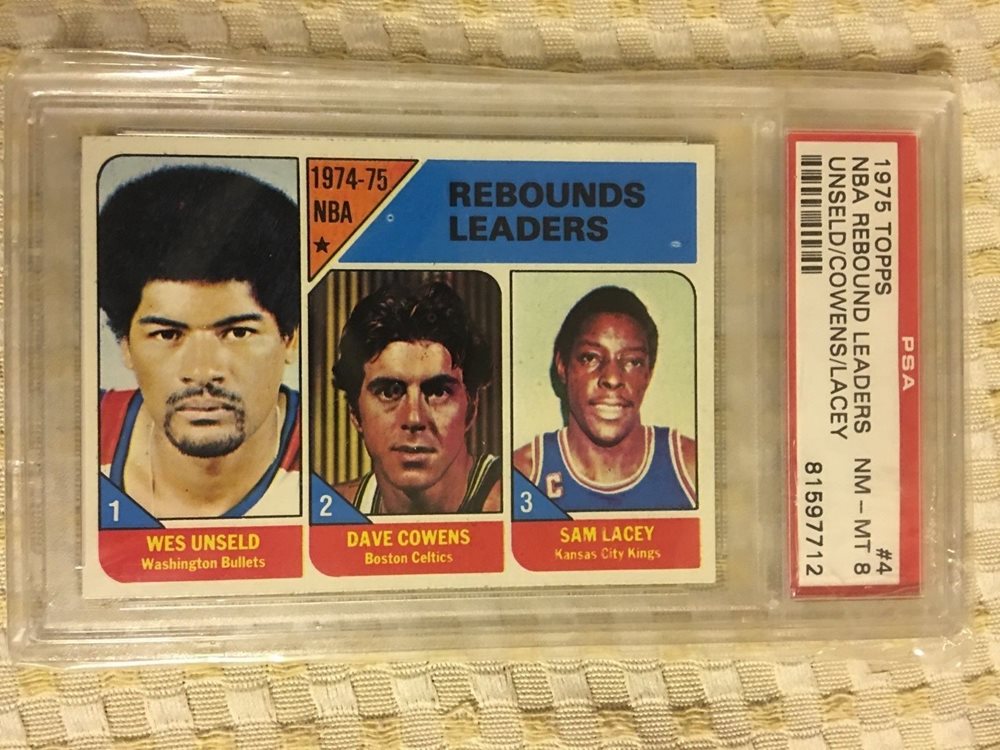 1974-75
NBA
REBOUNDS
LEADERS
1
WES UNSELD
Washington Bullets
2
DAVE COWENS
Boston Celtics
C
3
SAM LACEY
Kansas City Kings
PSA
1975 TOPPS #4
NBA REBOUND LEADERS NM - MT 8
UNSELD/COWENS/LACEY
81597712